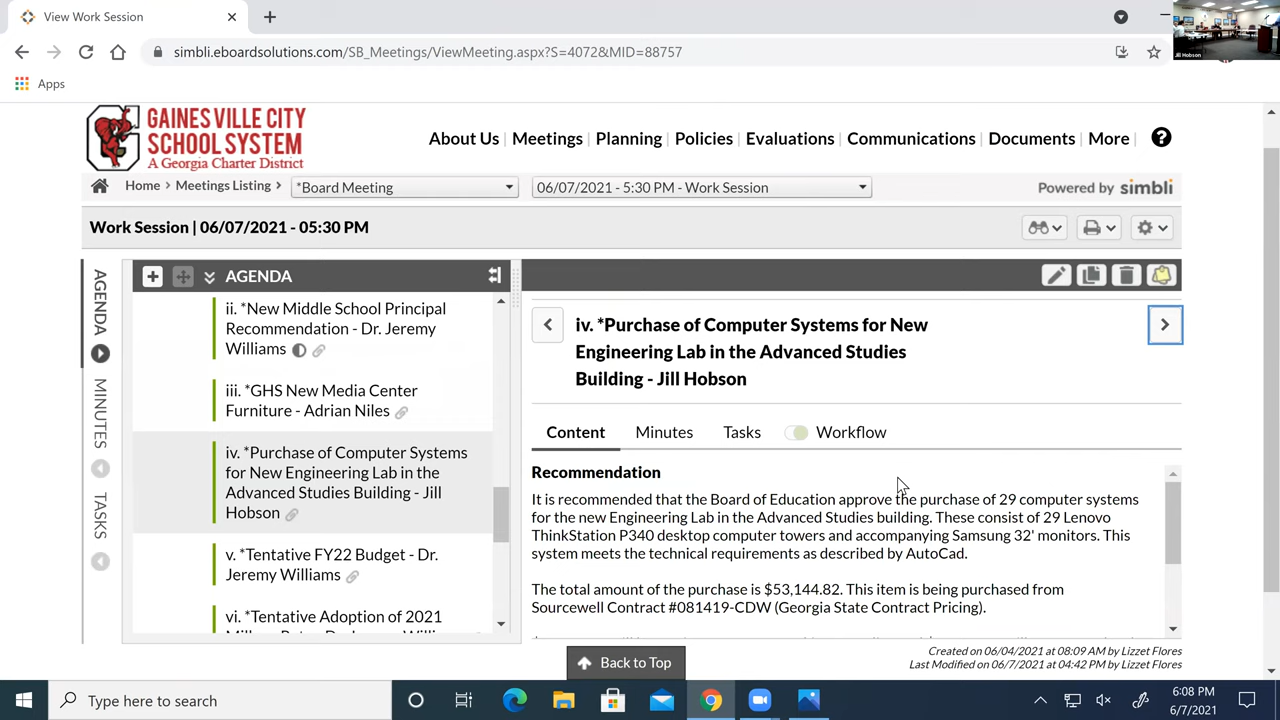 View Work Session
simbli.eboardsolutions.com/SB_Meetings/ViewMeeting.aspx?S=4072&MID=88757
Jill Hobson
Apps
GAINESVILLE CITY
SCHOOL SYSTEM
A Georgia Charter District
About Us | Meetings | Planning | Policies | Evaluations | Communications | Documents | More | ?
Home > Meetings Listing > *Board Meeting 06/07/2021 - 5:30 PM - Work Session Powered by simbli
Work Session | 06/07/2021 - 05:30 PM
AGENDA
MINUTES
TASKS
AGENDA
ii. *New Middle School Principal
Recommendation - Dr. Jeremy
Williams
iii. *GHS New Media Center
Furniture - Adrian Niles
iv. *Purchase of Computer Systems
for New Engineering Lab in the
Advanced Studies Building - Jill
Hobson
v. *Tentative FY22 Budget - Dr.
Jeremy Williams
vi. *Tentative Adoption of 2021
iv. *Purchase of Computer Systems for New
Engineering Lab in the Advanced Studies
Building - Jill Hobson
Content Minutes Tasks Workflow
Recommendation
It is recommended that the Board of Education approve the purchase of 29 computer systems
for the new Engineering Lab in the Advanced Studies building. These consist of 29 Lenovo
ThinkStation P340 desktop computer towers and accompanying Samsung 32' monitors. This
system meets the technical requirements as described by AutoCad.
The total amount of the purchase is $53,144.82. This item is being purchased from
Sourcewell Contract #081419-CDW (Georgia State Contract Pricing).
Created on 06/04/2021 at 08:09 AM by Lizzet Flores
Last Modified on 06/7/2021 at 04:42 PM by Lizzet Flores
Back to Top
Type here to search
6:08 PM
6/7/2021